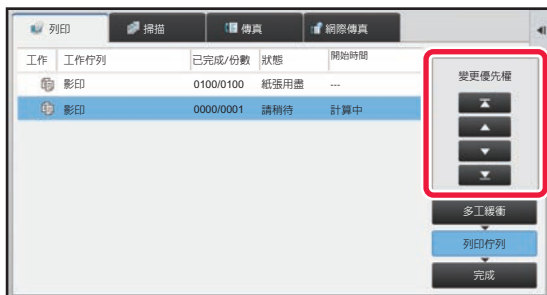 列印 掃描 傳真 網際傳真
工作 工作佇列 已完成/份數 狀態 開始時間
影印 0100/0100 紙張用盡 ---
影印 0000/0001 請稍待 計算中
變更優先權
多工緩衝
列印佇列
完成